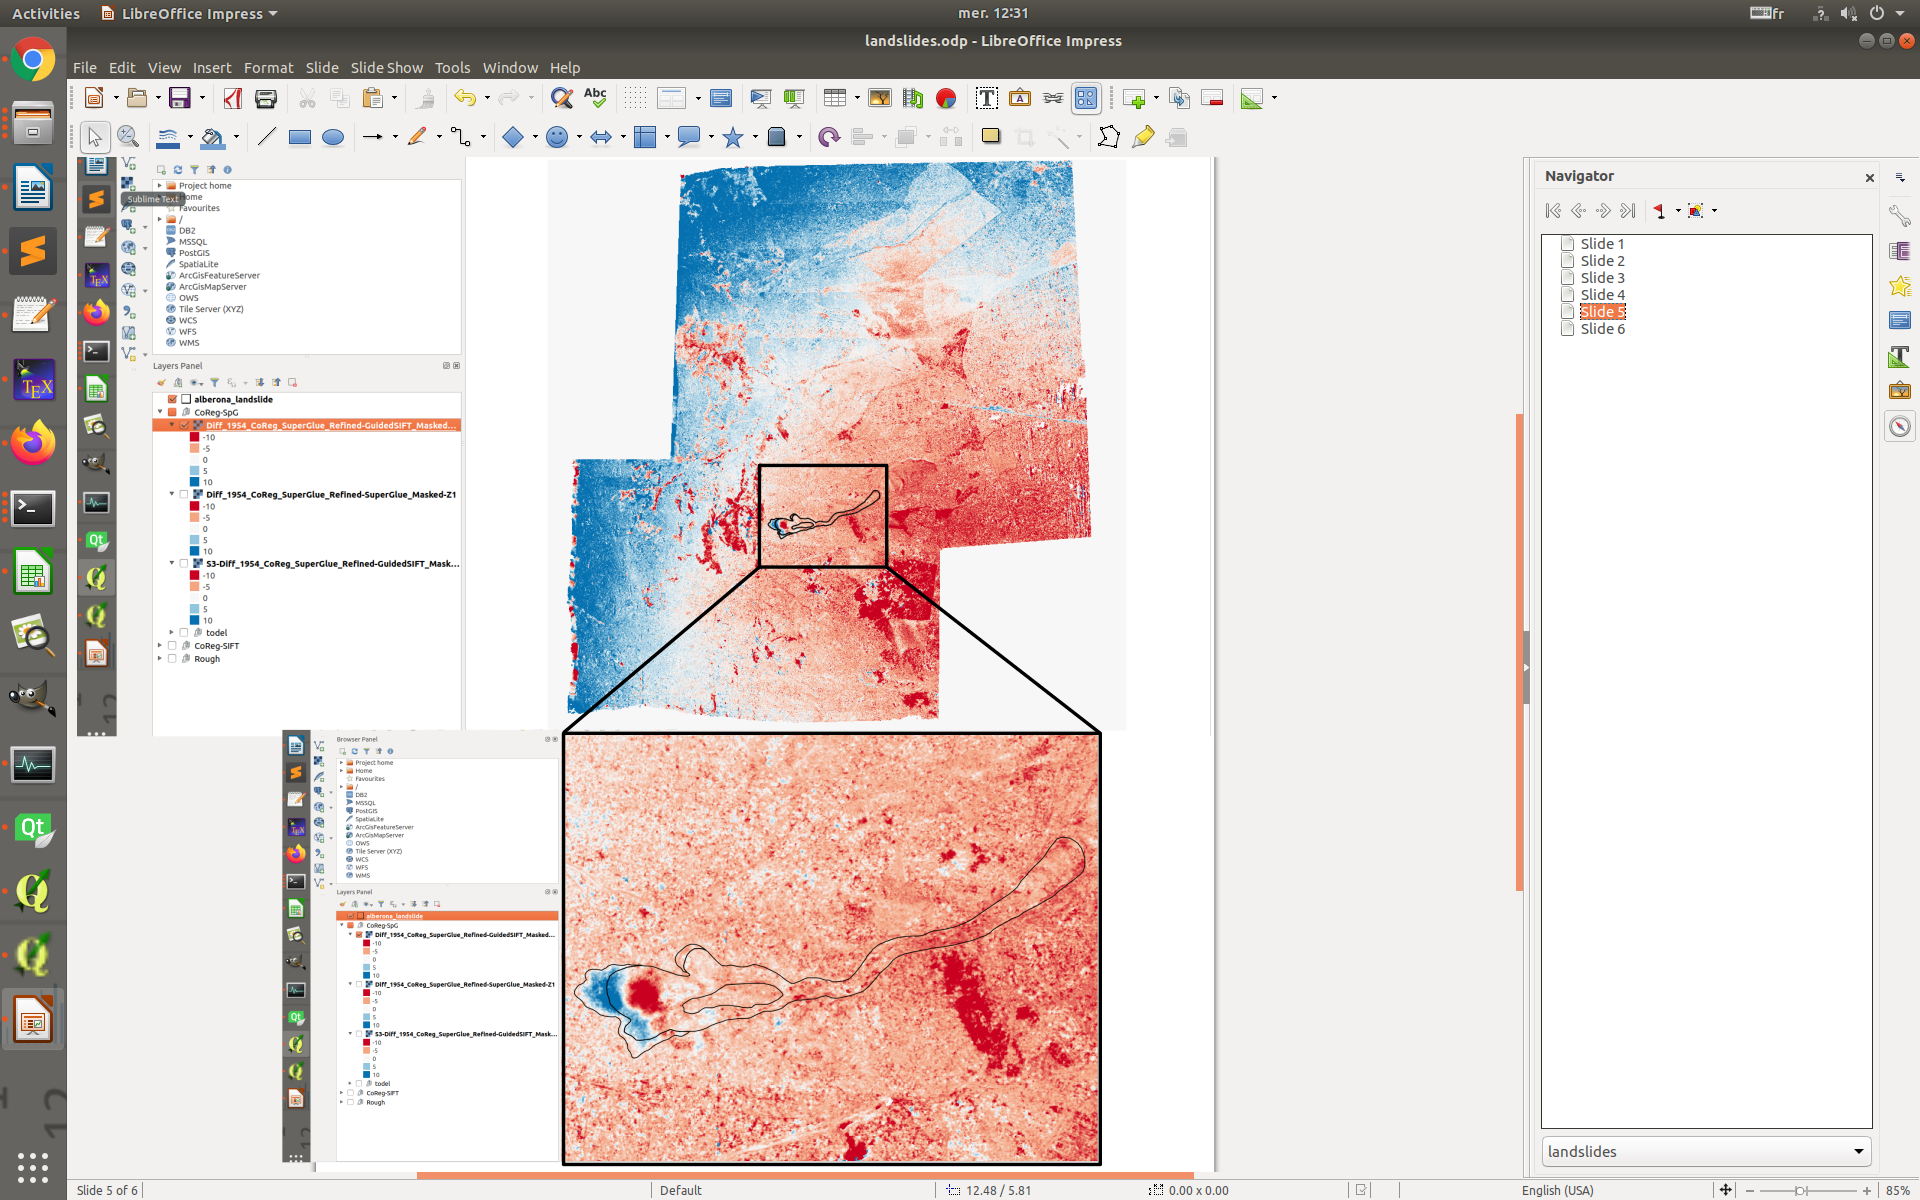 Activities LibreOffice Impress mer. 12:31 fr
landslides.odp - LibreOffice Impress
File Edit View Insert Format Slide Slide Show Tools Window Help
Abc
Project home
Home
Sublime Text
Favourites
/
DB2
MSSQL
PostGIS
SpatiaLite
ArcGisFeatureServer
ArcGisMapServer
OWS
Tile Server (XYZ)
WCS
WFS
WMS
Layers Panel
alberona_landslide
CoReg-SpG
Diff_1954_CoReg_SuperGlue_Refined-GuidedSIFT_Masked...
-10
-5
0
5
10
Diff_1954_CoReg_SuperGlue_Refined-SuperGlue_Masked-Z1
-10
-5
0
5
10
S3-Diff_1954_CoReg_SuperGlue_Refined-GuidedSIFT_Mask...
-10
-5
0
5
10
todel
CoReg-SIFT
Rough
Browser Panel
Project home
Home
Favourites
/
DB2
MSSQL
PostGIS
SpatiaLite
ArcGisFeatureServer
ArcGisMapServer
OWS
Tile Server (XYZ)
WCS
WFS
WMS
Layers Panel
alberona_landslide
CoReg-SpG
Diff_1954_CoReg_SuperGlue_Refined-GuidedSIFT_Masked...
-10
-5
0
5
10
Diff_1954_CoReg_SuperGlue_Refined-SuperGlue_Masked-Z1
-10
-5
0
5
10
S3-Diff_1954_CoReg_SuperGlue_Refined-GuidedSIFT_Mask...
-10
-5
0
5
10
todel
CoReg-SIFT
Rough
Navigator
Slide 1
Slide 2
Slide 3
Slide 4
Slide 5
Slide 6
landslides
Slide 5 of 6 Default 12.48 / 5.81 0.00 x 0.00 English (USA) 85%